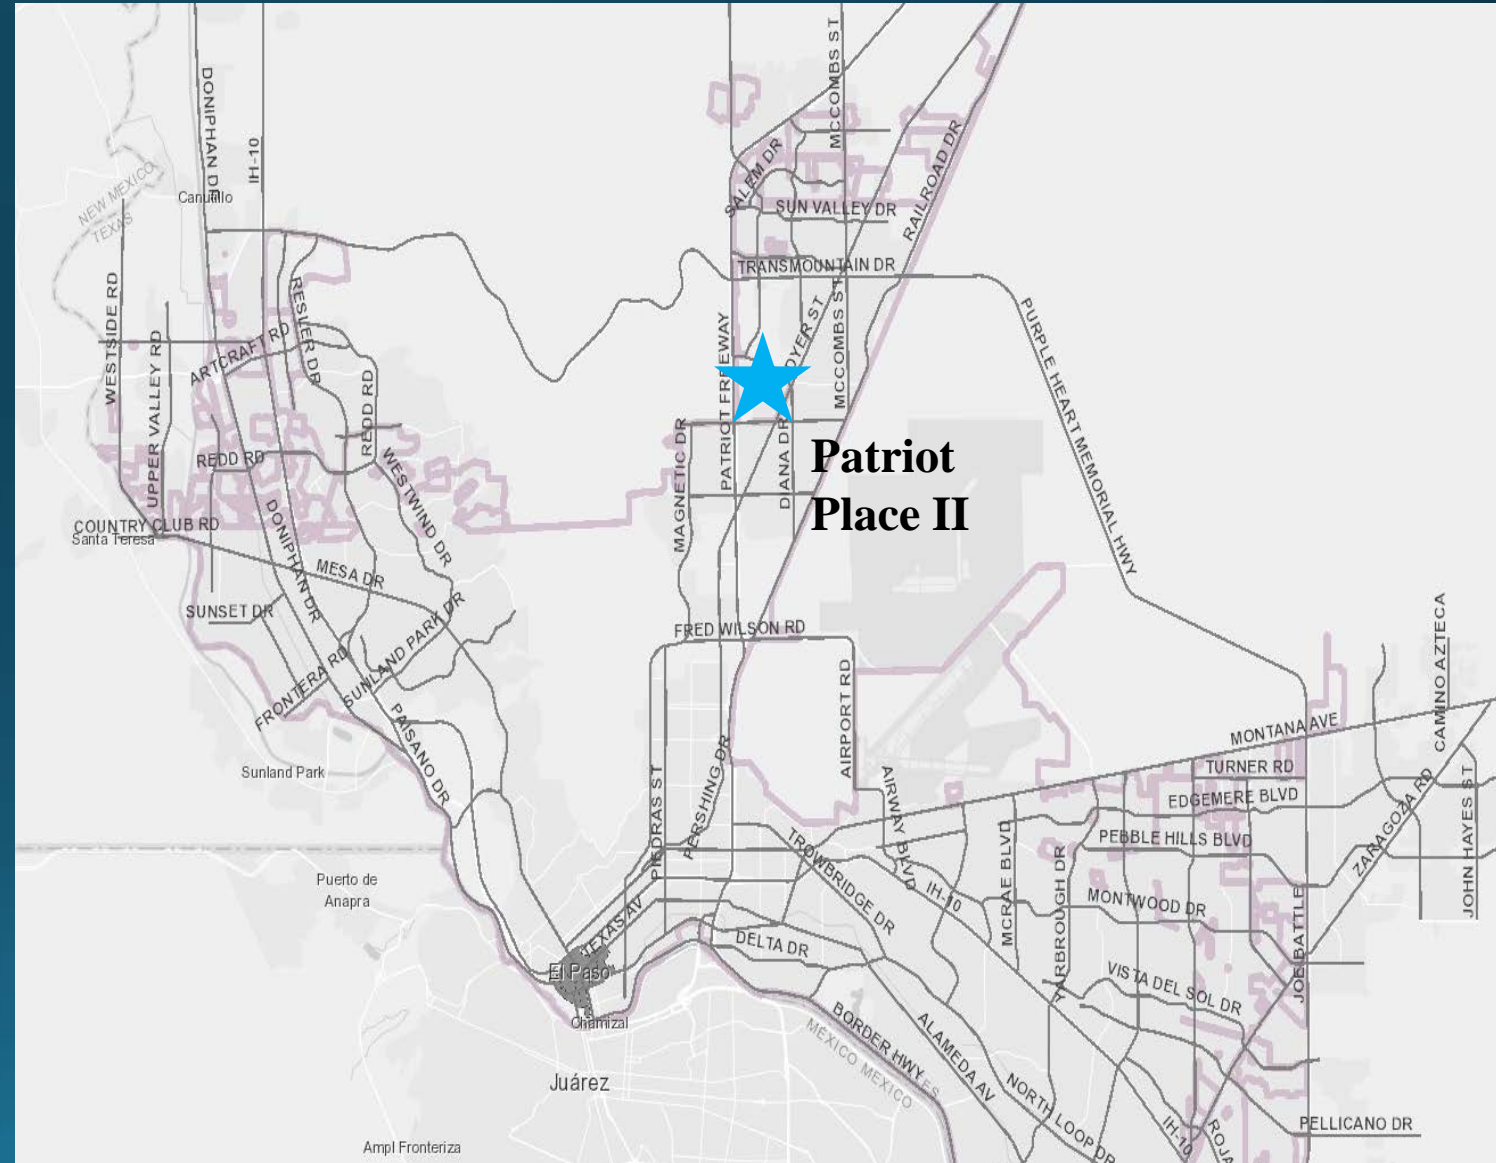 MCCOMBS ST
DONIPHAN DR
IH-10
RAILROAD DR
SALEM DR
NEW MEXICO
TEXAS
Canutillo
SUN VALLEY DR
TRANSMOUNTAIN DR
WESTSIDE RD
UPPER VALLEY RD
RESLER DR
ARTCRAFT RD
REDD RD
PATRIOT FREEWAY
DYER ST
MCCOMBS ST
PURPLE HEART MEMORIAL HWY
MAGNETIC DR
DIANA DR
Patriot
Place II
REDD RD
WESTWIND DR
COUNTRY CLUB RD
Santa Teresa
DONIPHAN DR
MESA DR
SUNSET DR
SUNLAND PARK DR
FRONTERA RD
FRED WILSON RD
AIRPORT RD
CAMINO AZTECA
PAISANO DR
MONTANA AVE
Sunland Park
TURNER RD
EDGEMERE BLVD
PIEDRAS ST
PERSHING DR
AIRWAY BLVD
ZARAGOZA RD
JOHN HAYES ST
PEBBLE HILLS BLVD
TROWBRIDGE DR
MCRAE BLVD
YARBROUGH DR
IH-10
MONTWOOD DR
Puerto de
Anapra
TEXAS AV
DELTA DR
El Paso
JOE BATTLE
VISTA DEL SOL DR
Chamizal
BORDER HWY
ALAMEDA AV
MÉXICO MEXICO
Juárez
NORTH LOOP DR
IH-10
PELLICANO DR
Ampl Fronteriza